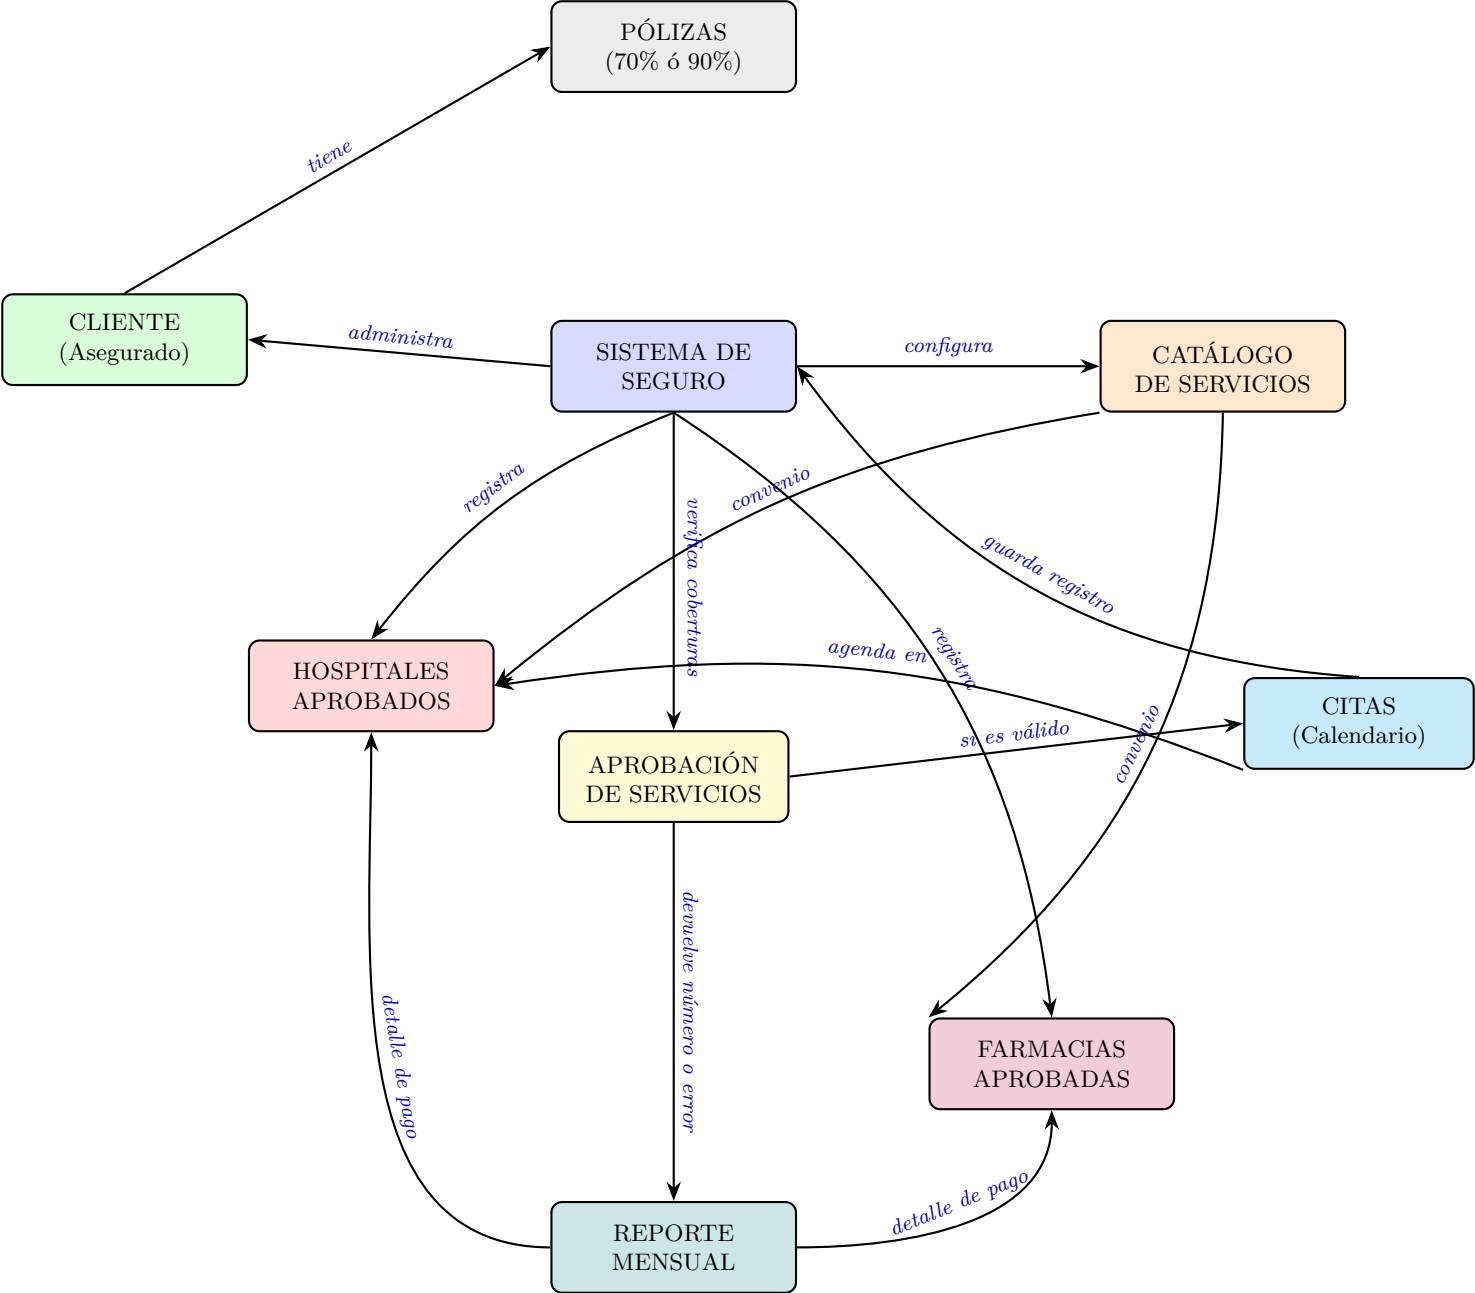 PÓLIZAS
(70% ó 90%)
tiene
CLIENTE
(Asegurado)
administra
SISTEMA DE
SEGURO
configura
CATÁLOGO
DE SERVICIOS
registra
convenio
verifica coberturas
guarda registro
registra
agenda en
HOSPITALES
APROBADOS
convenio
CITAS
(Calendario)
si es válido
APROBACIÓN
DE SERVICIOS
devuelve número o error
detalle de pago
FARMACIAS
APROBADAS
detalle de pago
REPORTE
MENSUAL